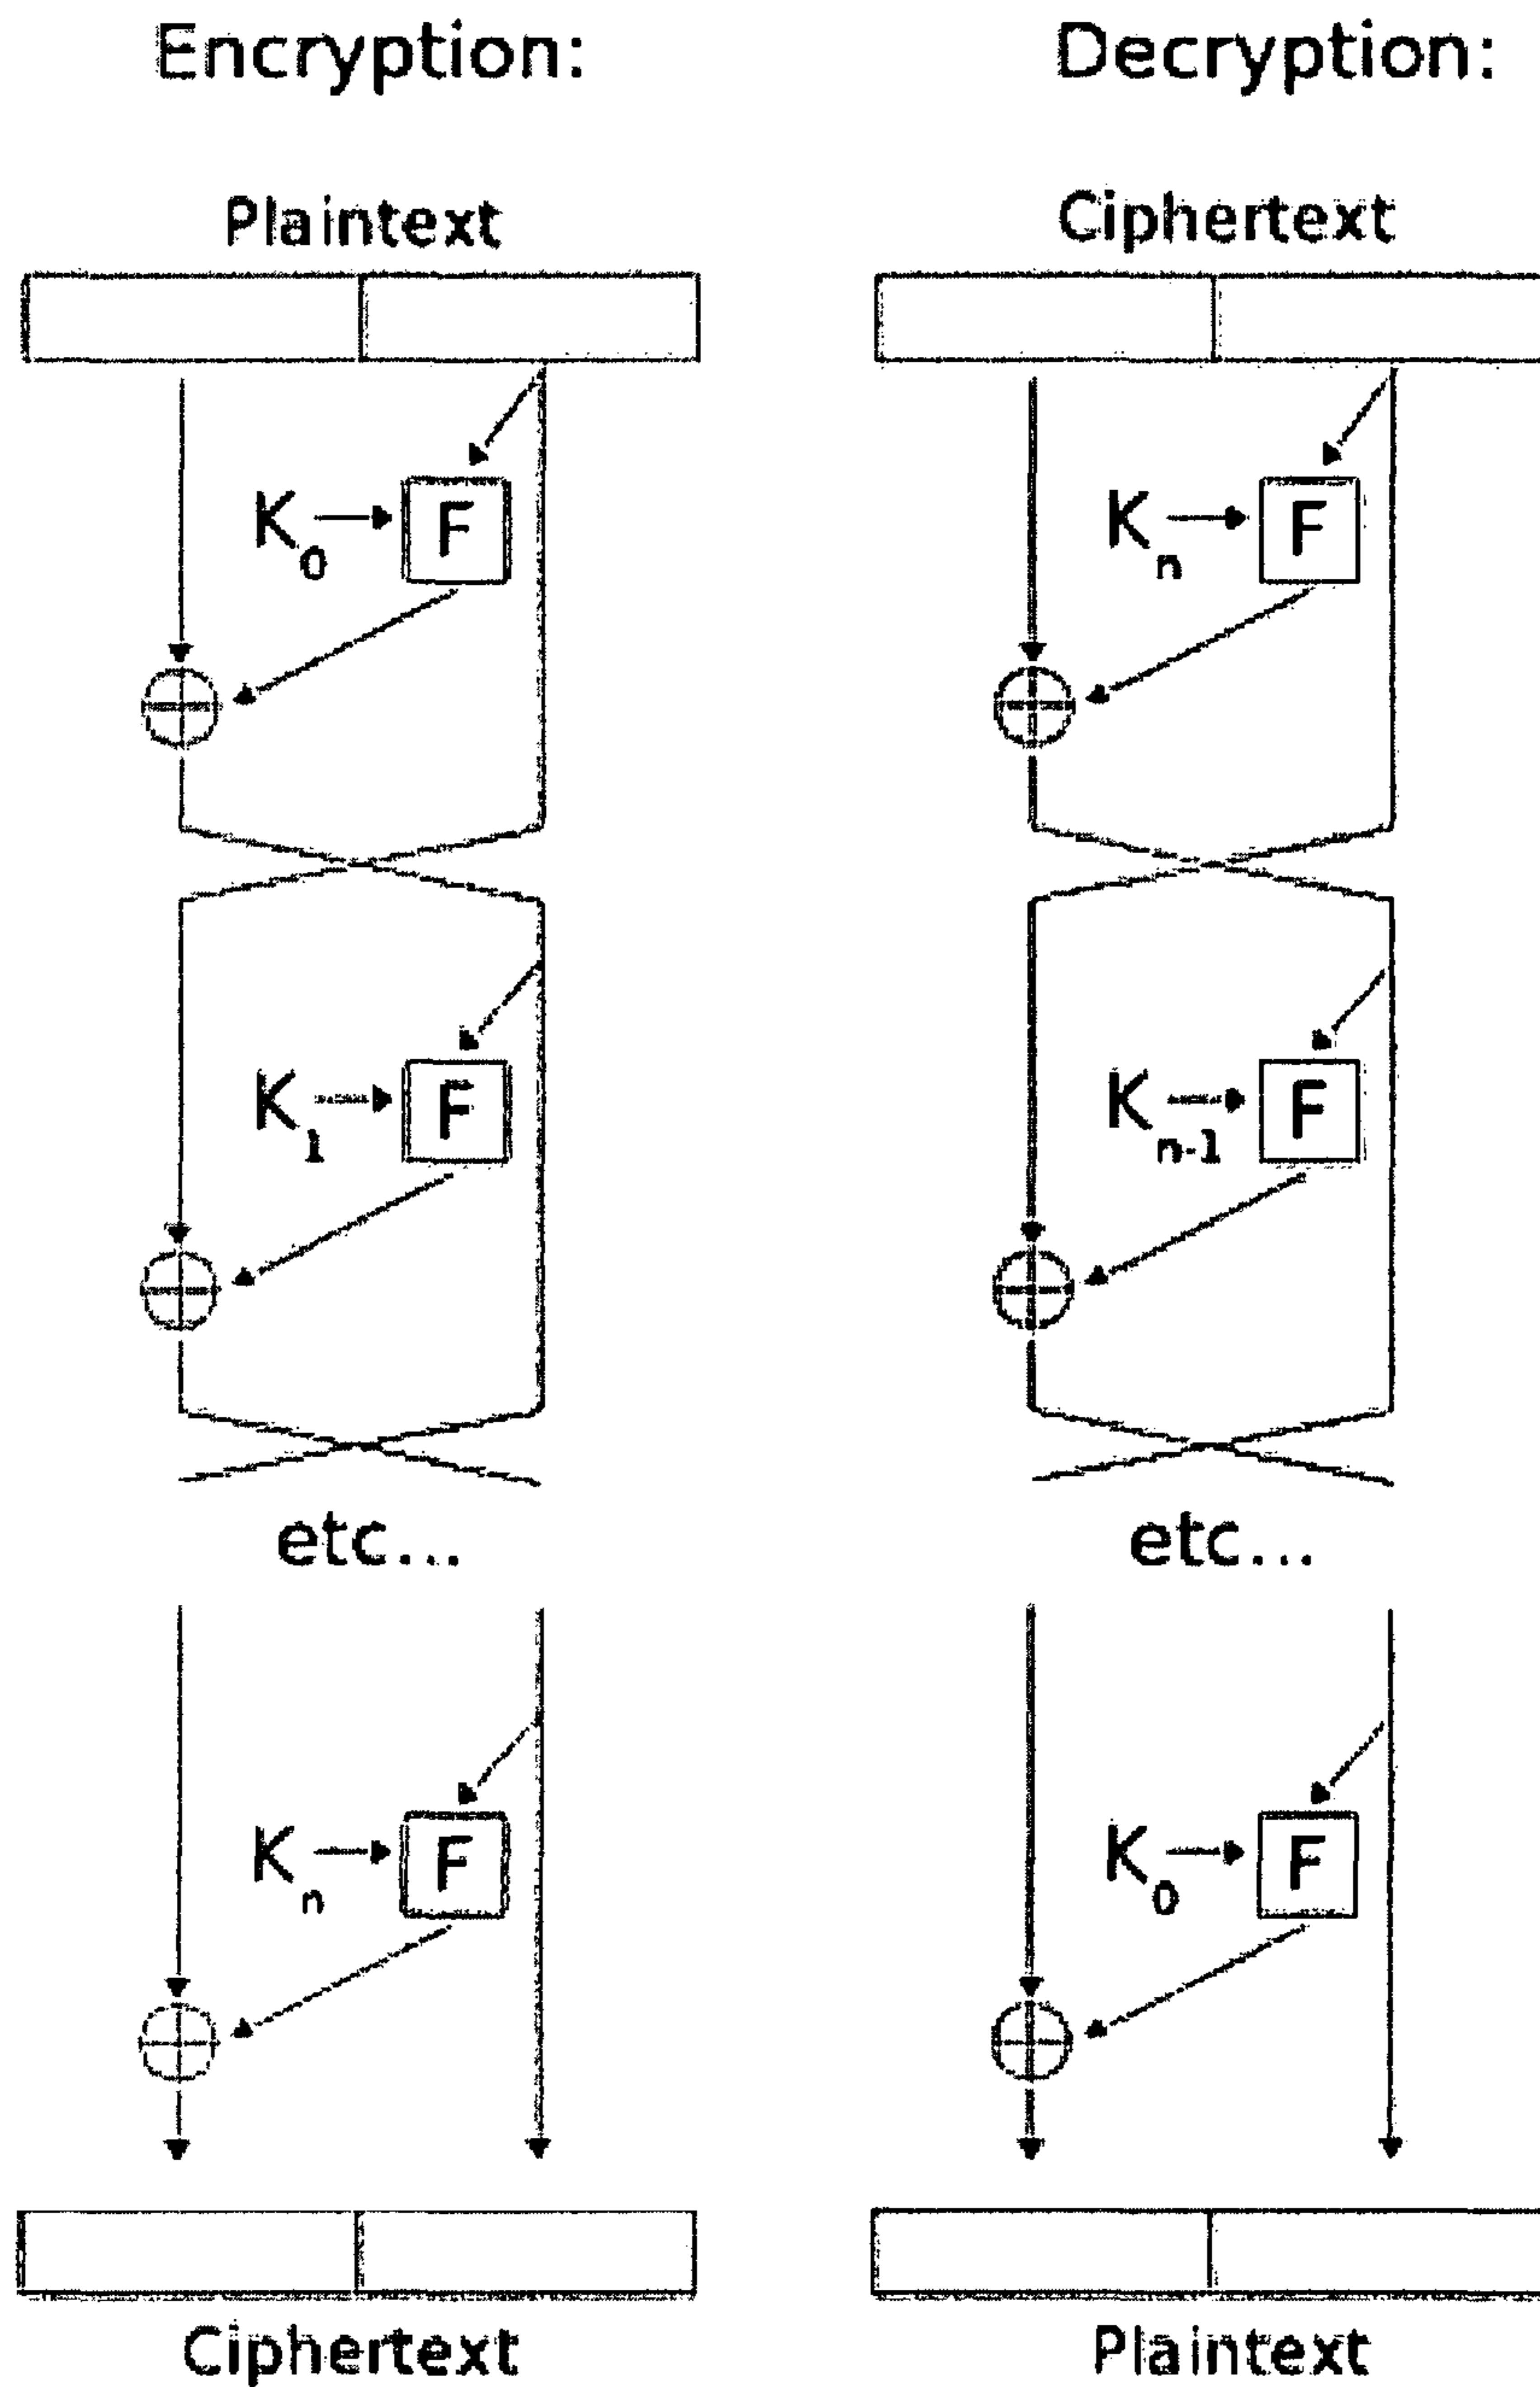 Encryption:
Plaintext
K0
F
K1
F
etc...
Kn
F
Ciphertext
Decryption:
Ciphertext
Kn
F
Kn-1
F
etc...
K0
F
Plaintext